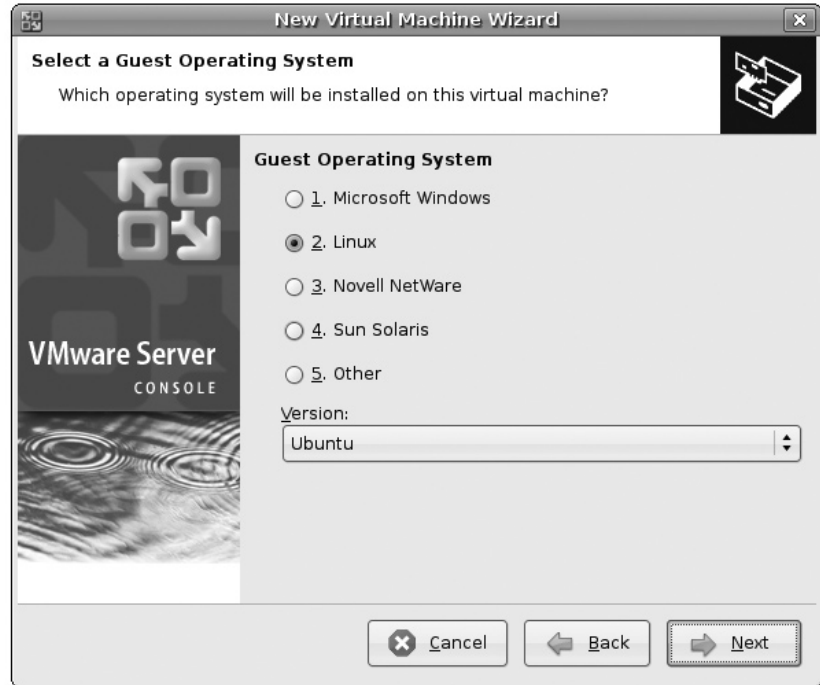 New Virtual Machine Wizard
Select a Guest Operating System
Which operating system will be installed on this virtual machine?
VMware Server
CONSOLE
Guest Operating System
1. Microsoft Windows
2. Linux
3. Novell NetWare
4. Sun Solaris
5. Other
Version:
Ubuntu
Cancel
Back
Next